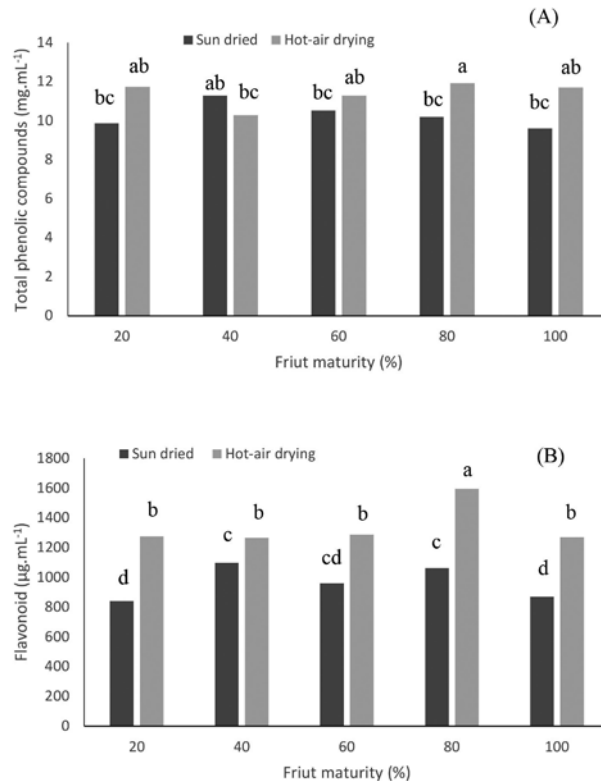 (A)
Sun dried Hot-air drying
Total phenolic compounds (mg.mL-1)
14
12
10
8
6
4
2
0
bc ab ab bc bc ab bc a bc ab
20 40 60 80 100
Friut maturity (%)
(B)
Sun dried Hot-air drying
Flavonoid (µg.mL-1)
1800
1600
1400
1200
1000
800
600
400
200
0
d b c b cd b c a d b
20 40 60 80 100
Friut maturity (%)